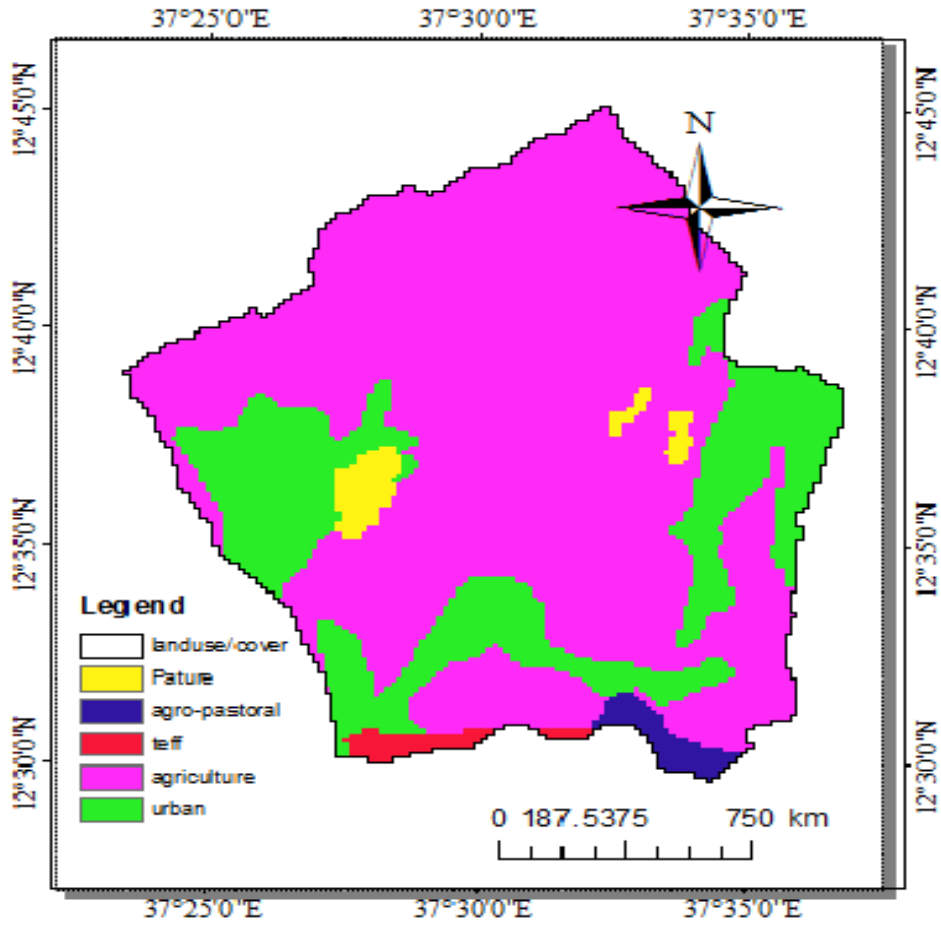 37°25'0"E 37°30'0"E 37°35'0"E
12°45'0"N
12°45'0"N
N
12°40'0"N
12°40'0"N
12°35'0"N
12°35'0"N
Legend
landuse/cover
Pature
agro-pastoral
teff
agriculture
urban
12°30'0"N
12°30'0"N
0 187.5375 750 km
37°25'0"E 37°30'0"E 37°35'0"E